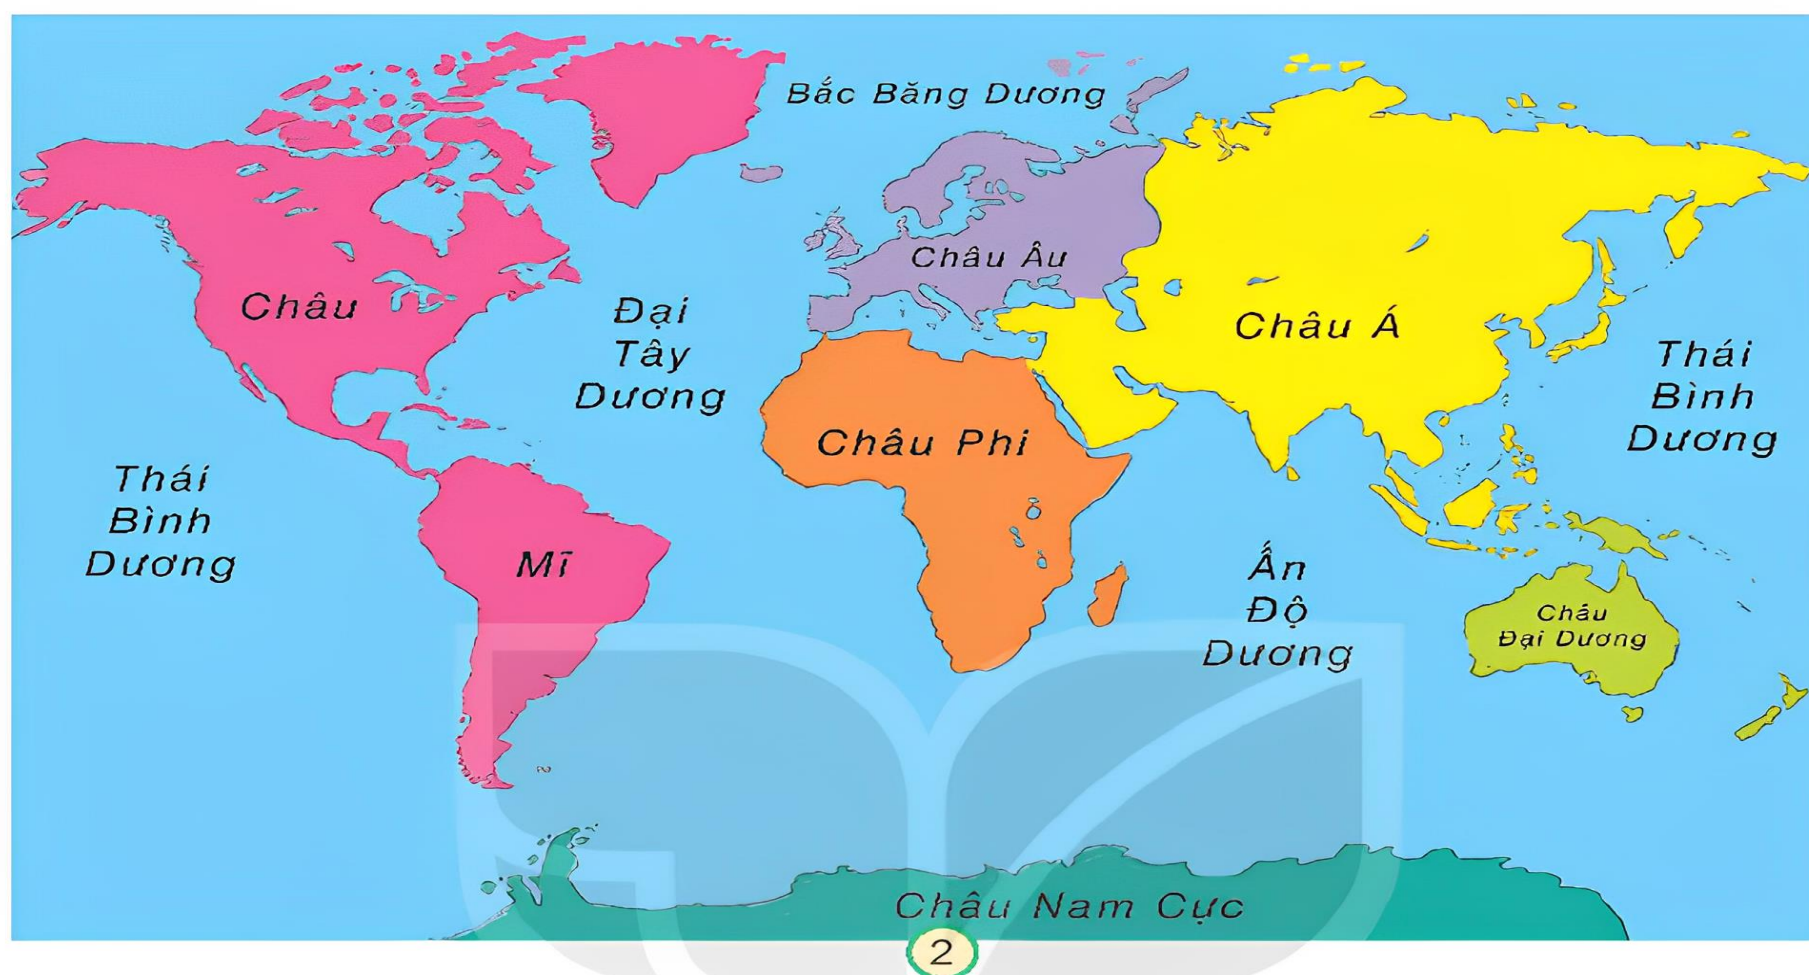 Bắc Băng Dương
Châu Âu
Châu
Mĩ
Đại
Tây
Dương
Châu Á
Thái
Bình
Dương
Châu Phi
Thái
Bình
Dương
Ấn
Độ
Dương
Châu
Đại Dương
Châu Nam Cực
2